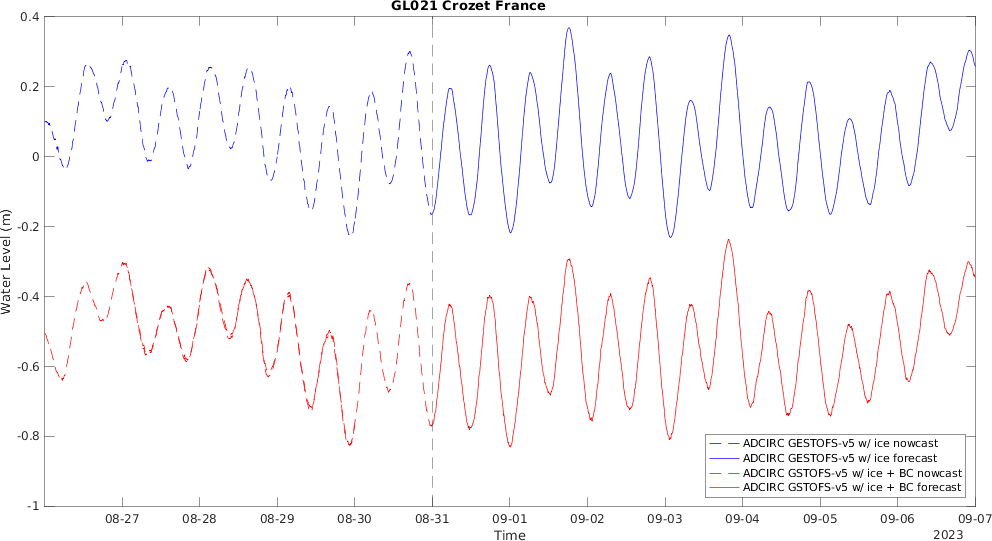 GL021 Crozet France
0.4
0.2
0
-0.2
-0.4
-0.6
-0.8
-1
Water Level (m)
ADCIRC GESTOFS-v5 w/ ice nowcast
ADCIRC GESTOFS-v5 w/ ice forecast
ADCIRC GSTOFS-v5 w/ ice + BC nowcast
ADCIRC GSTOFS-v5 w/ ice + BC forecast
08-27 08-28 08-29 08-30 08-31 09-01 09-02 09-03 09-04 09-05 09-06 09-07
Time
2023